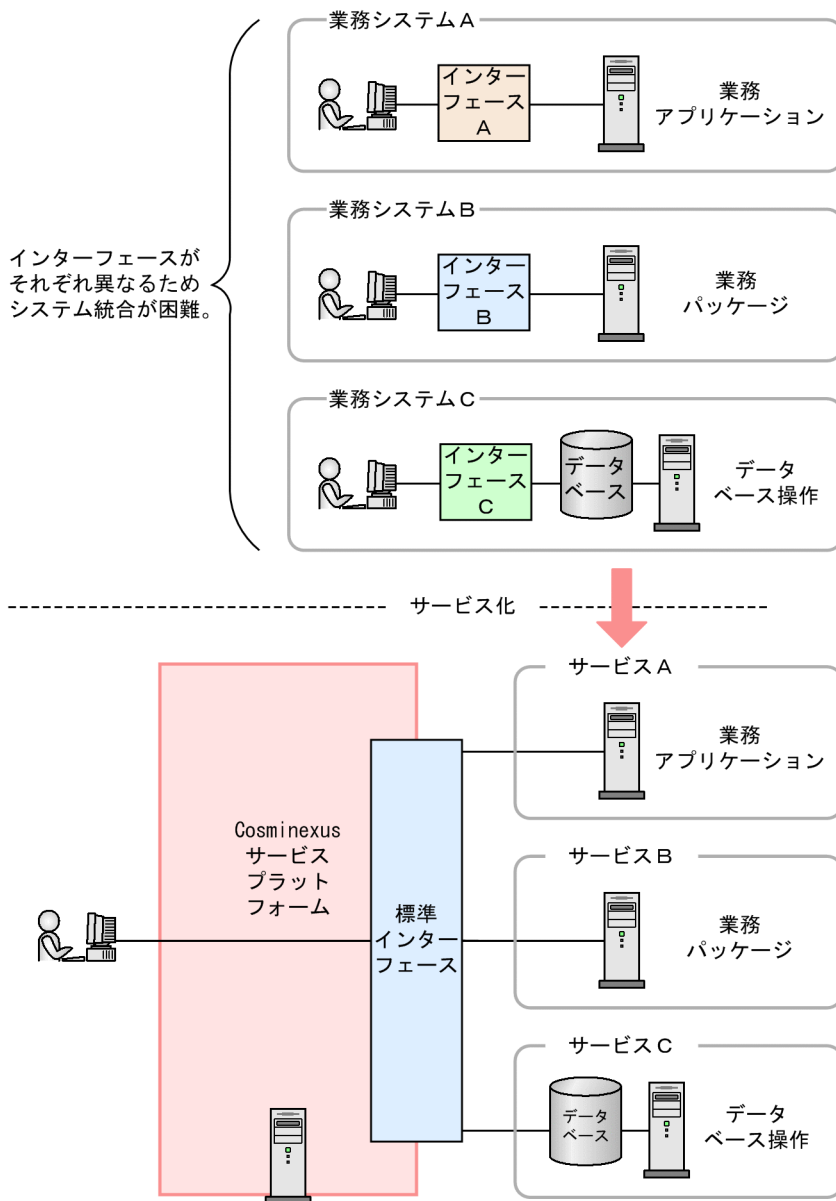 業務システムA
インター
フェース
A
業務
アプリケーション
業務システムB
インター
フェース
B
業務
パッケージ
インターフェースが
それぞれ異なるため
システム統合が困難。
業務システムC
インター
フェース
C
データ
ベース
データ
ベース操作
サービス化
サービスA
業務
アプリケーション
Cosminexus
サービス
プラット
フォーム
標準
インター
フェース
サービスB
業務
パッケージ
サービスC
データ
ベース
データ
ベース操作